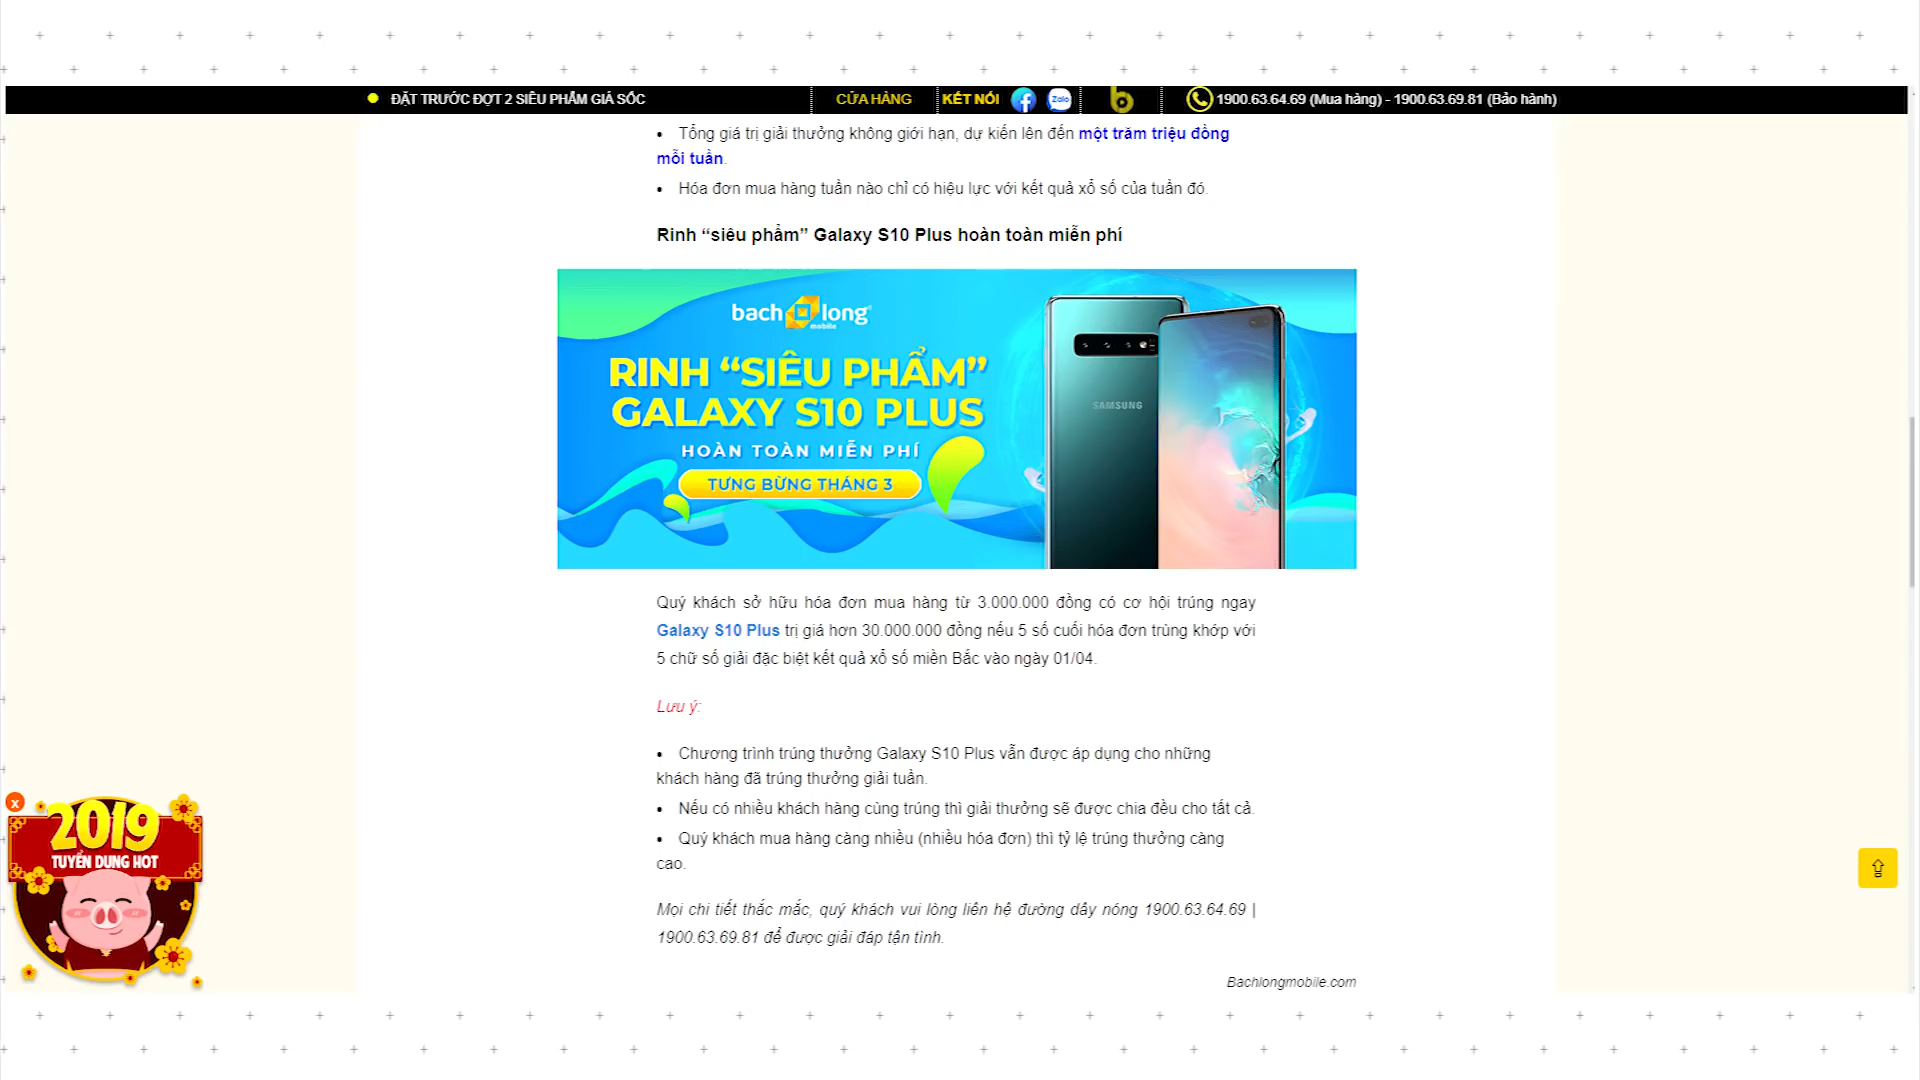 ĐẶT TRƯỚC ĐỢT 2 SIÊU PHẨM GIÁ SỐC
CỬA HÀNG
KẾT NỐI
Zalo
1900.63.64.69 (Mua hàng) - 1900.63.69.81 (Bảo hành)
• Tổng giá trị giải thưởng không giới hạn, dự kiến lên đến một trăm triệu đồng
mỗi tuần.
• Hóa đơn mua hàng tuần nào chỉ có hiệu lực với kết quả xổ số của tuần đó.
Rinh “siêu phẩm” Galaxy S10 Plus hoàn toàn miễn phí
bach long
mobile
RINH “SIÊU PHẨM”
GALAXY S10 PLUS
HOÀN TOÀN MIỄN PHÍ
TƯNG BỪNG THÁNG 3
SAMSUNG
Quý khách sở hữu hóa đơn mua hàng từ 3.000.000 đồng có cơ hội trúng ngay
Galaxy S10 Plus trị giá hơn 30.000.000 đồng nếu 5 số cuối hóa đơn trùng khớp với
5 chữ số giải đặc biệt kết quả xổ số miền Bắc vào ngày 01/04.
Lưu ý:
• Chương trình trúng thưởng Galaxy S10 Plus vẫn được áp dụng cho những
khách hàng đã trúng thưởng giải tuần.
• Nếu có nhiều khách hàng cùng trúng thì giải thưởng sẽ được chia đều cho tất cả.
• Quý khách mua hàng càng nhiều (nhiều hóa đơn) thì tỷ lệ trúng thưởng càng
cao.
Mọi chi tiết thắc mắc, quý khách vui lòng liên hệ đường dây nóng 1900.63.64.69 |
1900.63.69.81 để được giải đáp tận tình.
Bachlongmobile.com
x
2019
TUYỂN DỤNG HOT